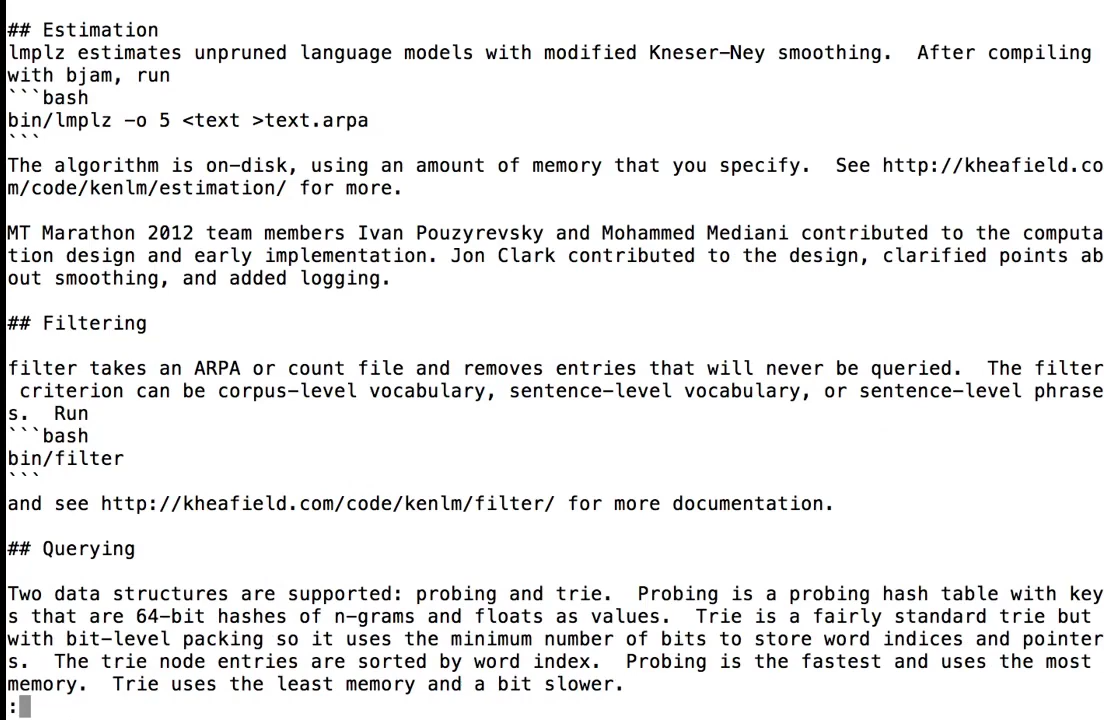 ## Estimation
lmplz estimates unpruned language models with modified Kneser-Ney smoothing.  After compiling
with bjam, run
```bash
bin/lmplz -o 5 <text >text.arpa
```
The algorithm is on-disk, using an amount of memory that you specify.  See http://kheafield.co
m/code/kenlm/estimation/ for more.

MT Marathon 2012 team members Ivan Pouzyrevsky and Mohammed Mediani contributed to the computa
tion design and early implementation. Jon Clark contributed to the design, clarified points ab
out smoothing, and added logging.

## Filtering

filter takes an ARPA or count file and removes entries that will never be queried.  The filter
 criterion can be corpus-level vocabulary, sentence-level vocabulary, or sentence-level phrase
s.  Run
```bash
bin/filter
```
and see http://kheafield.com/code/kenlm/filter/ for more documentation.

## Querying

Two data structures are supported: probing and trie.  Probing is a probing hash table with key
s that are 64-bit hashes of n-grams and floats as values.  Trie is a fairly standard trie but
with bit-level packing so it uses the minimum number of bits to store word indices and pointer
s.  The trie node entries are sorted by word index.  Probing is the fastest and uses the most
memory.  Trie uses the least memory and a bit slower.
: